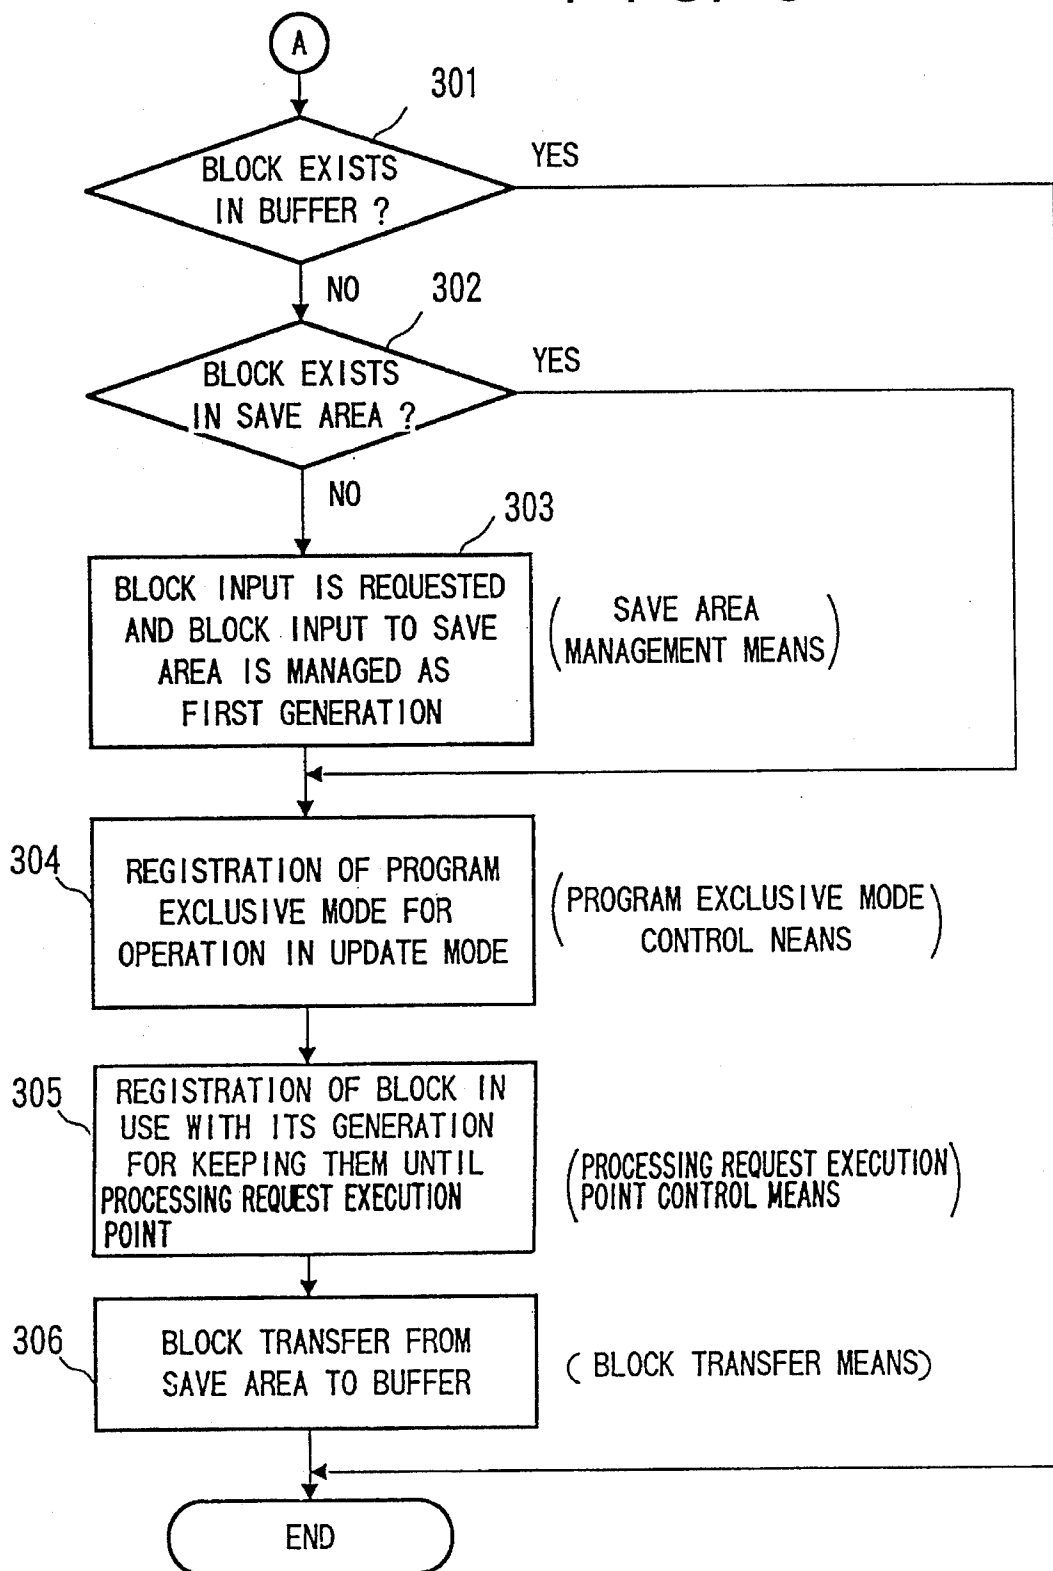 A
301
BLOCK EXISTS
IN BUFFER ?
YES
NO
302
BLOCK EXISTS
IN SAVE AREA ?
YES
NO
303
BLOCK INPUT IS REQUESTED
AND BLOCK INPUT TO SAVE
AREA IS MANAGED AS
FIRST GENERATION
(SAVE AREA
MANAGEMENT MEANS)
304
REGISTRATION OF PROGRAM
EXCLUSIVE MODE FOR
OPERATION IN UPDATE MODE
(PROGRAM EXCLUSIVE MODE
CONTROL NEANS)
305
REGISTRATION OF BLOCK IN
USE WITH ITS GENERATION
FOR KEEPING THEM UNTIL
PROCESSING REQUEST EXECUTION
POINT
(PROCESSING REQUEST EXECUTION
POINT CONTROL MEANS)
306
BLOCK TRANSFER FROM
SAVE AREA TO BUFFER
(BLOCK TRANSFER MEANS)
END